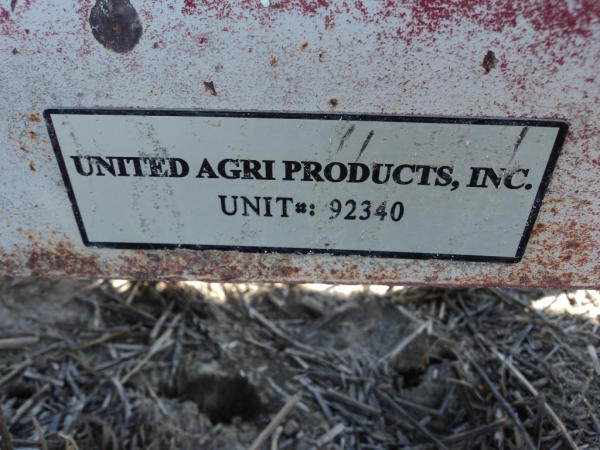 UNITED AGRI PRODUCTS, INC.
UNIT#: 92340